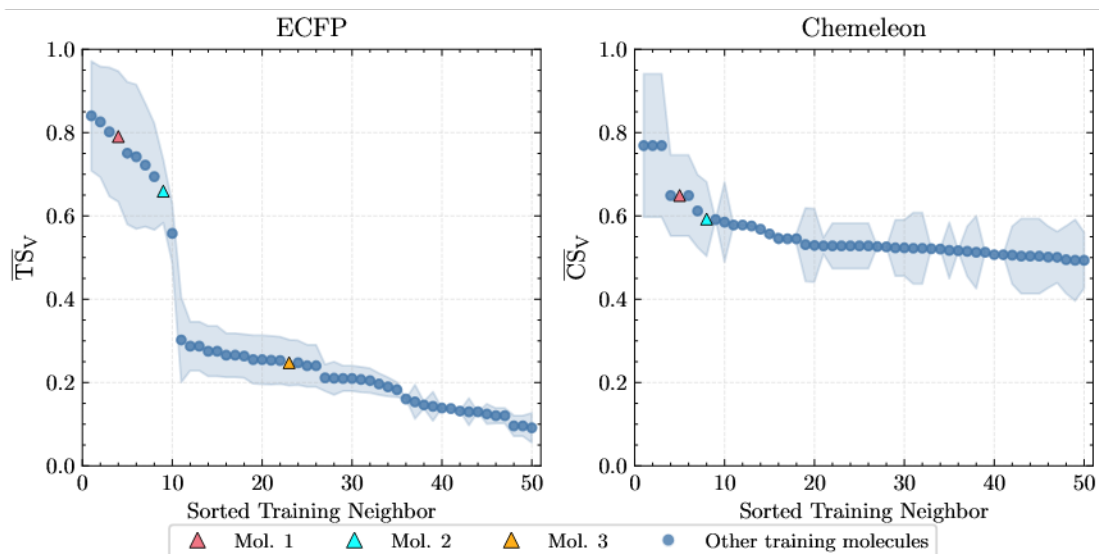 ECFP
1.0
0.8
0.6
0.4
0.2
0.0
T̅S̅_V
0 10 20 30 40 50
Sorted Training Neighbor
Chemeleon
1.0
0.8
0.6
0.4
0.2
0.0
C̅S̅_V
0 10 20 30 40 50
Sorted Training Neighbor
Mol. 1 Mol. 2 Mol. 3 Other training molecules